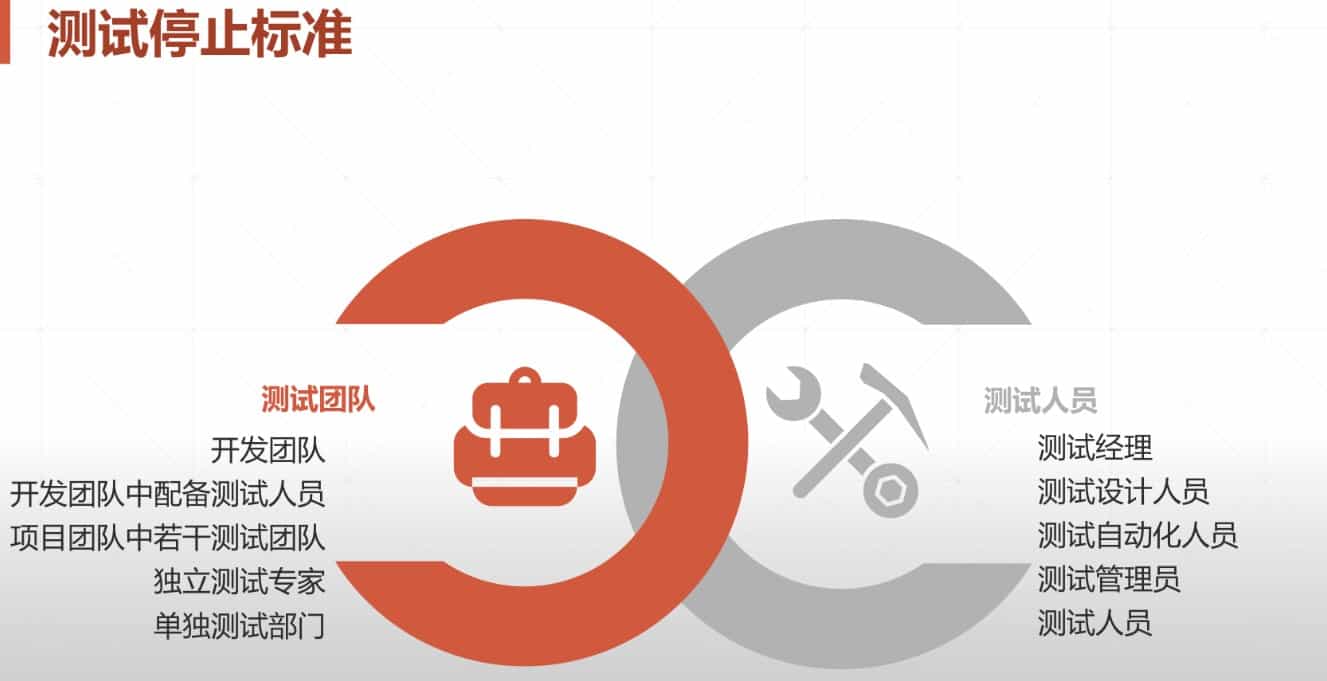 测试停止标准
测试团队
开发团队
开发团队中配备测试人员
项目团队中若干测试团队
独立测试专家
单独测试部门
测试人员
测试经理
测试设计人员
测试自动化人员
测试管理员
测试人员